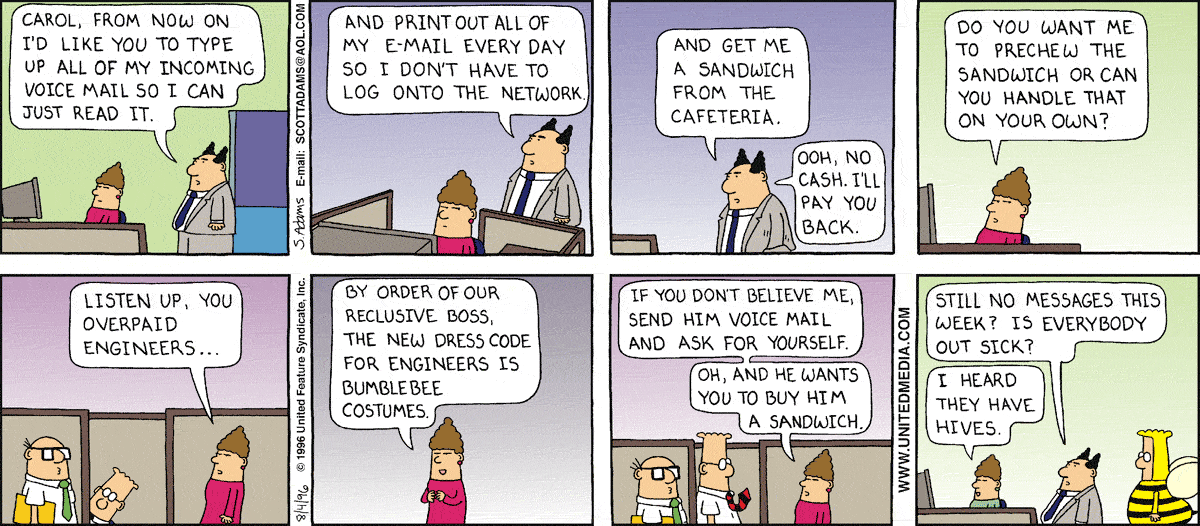 CAROL, FROM NOW ON
I'D LIKE YOU TO TYPE
UP ALL OF MY INCOMING
VOICE MAIL SO I CAN
JUST READ IT.
S. Adams E-mail: SCOTTADAMS@AOL.COM
AND PRINT OUT ALL OF
MY E-MAIL EVERY DAY
SO I DON'T HAVE TO
LOG ONTO THE NETWORK.
AND GET ME
A SANDWICH
FROM THE
CAFETERIA.
OOH, NO
CASH. I'LL
PAY YOU
BACK.
DO YOU WANT ME
TO PRECHEW THE
SANDWICH OR CAN
YOU HANDLE THAT
ON YOUR OWN?
LISTEN UP, YOU
OVERPAID
ENGINEERS...
8/4/96 © 1996 United Feature Syndicate, Inc.
BY ORDER OF OUR
RECLUSIVE BOSS,
THE NEW DRESS CODE
FOR ENGINEERS IS
BUMBLEBEE
COSTUMES.
IF YOU DON'T BELIEVE ME,
SEND HIM VOICE MAIL
AND ASK FOR YOURSELF.
OH, AND HE WANTS
YOU TO BUY HIM
A SANDWICH.
WWW.UNITEDMEDIA.COM
STILL NO MESSAGES THIS
WEEK? IS EVERYBODY
OUT SICK?
I HEARD
THEY HAVE
HIVES.